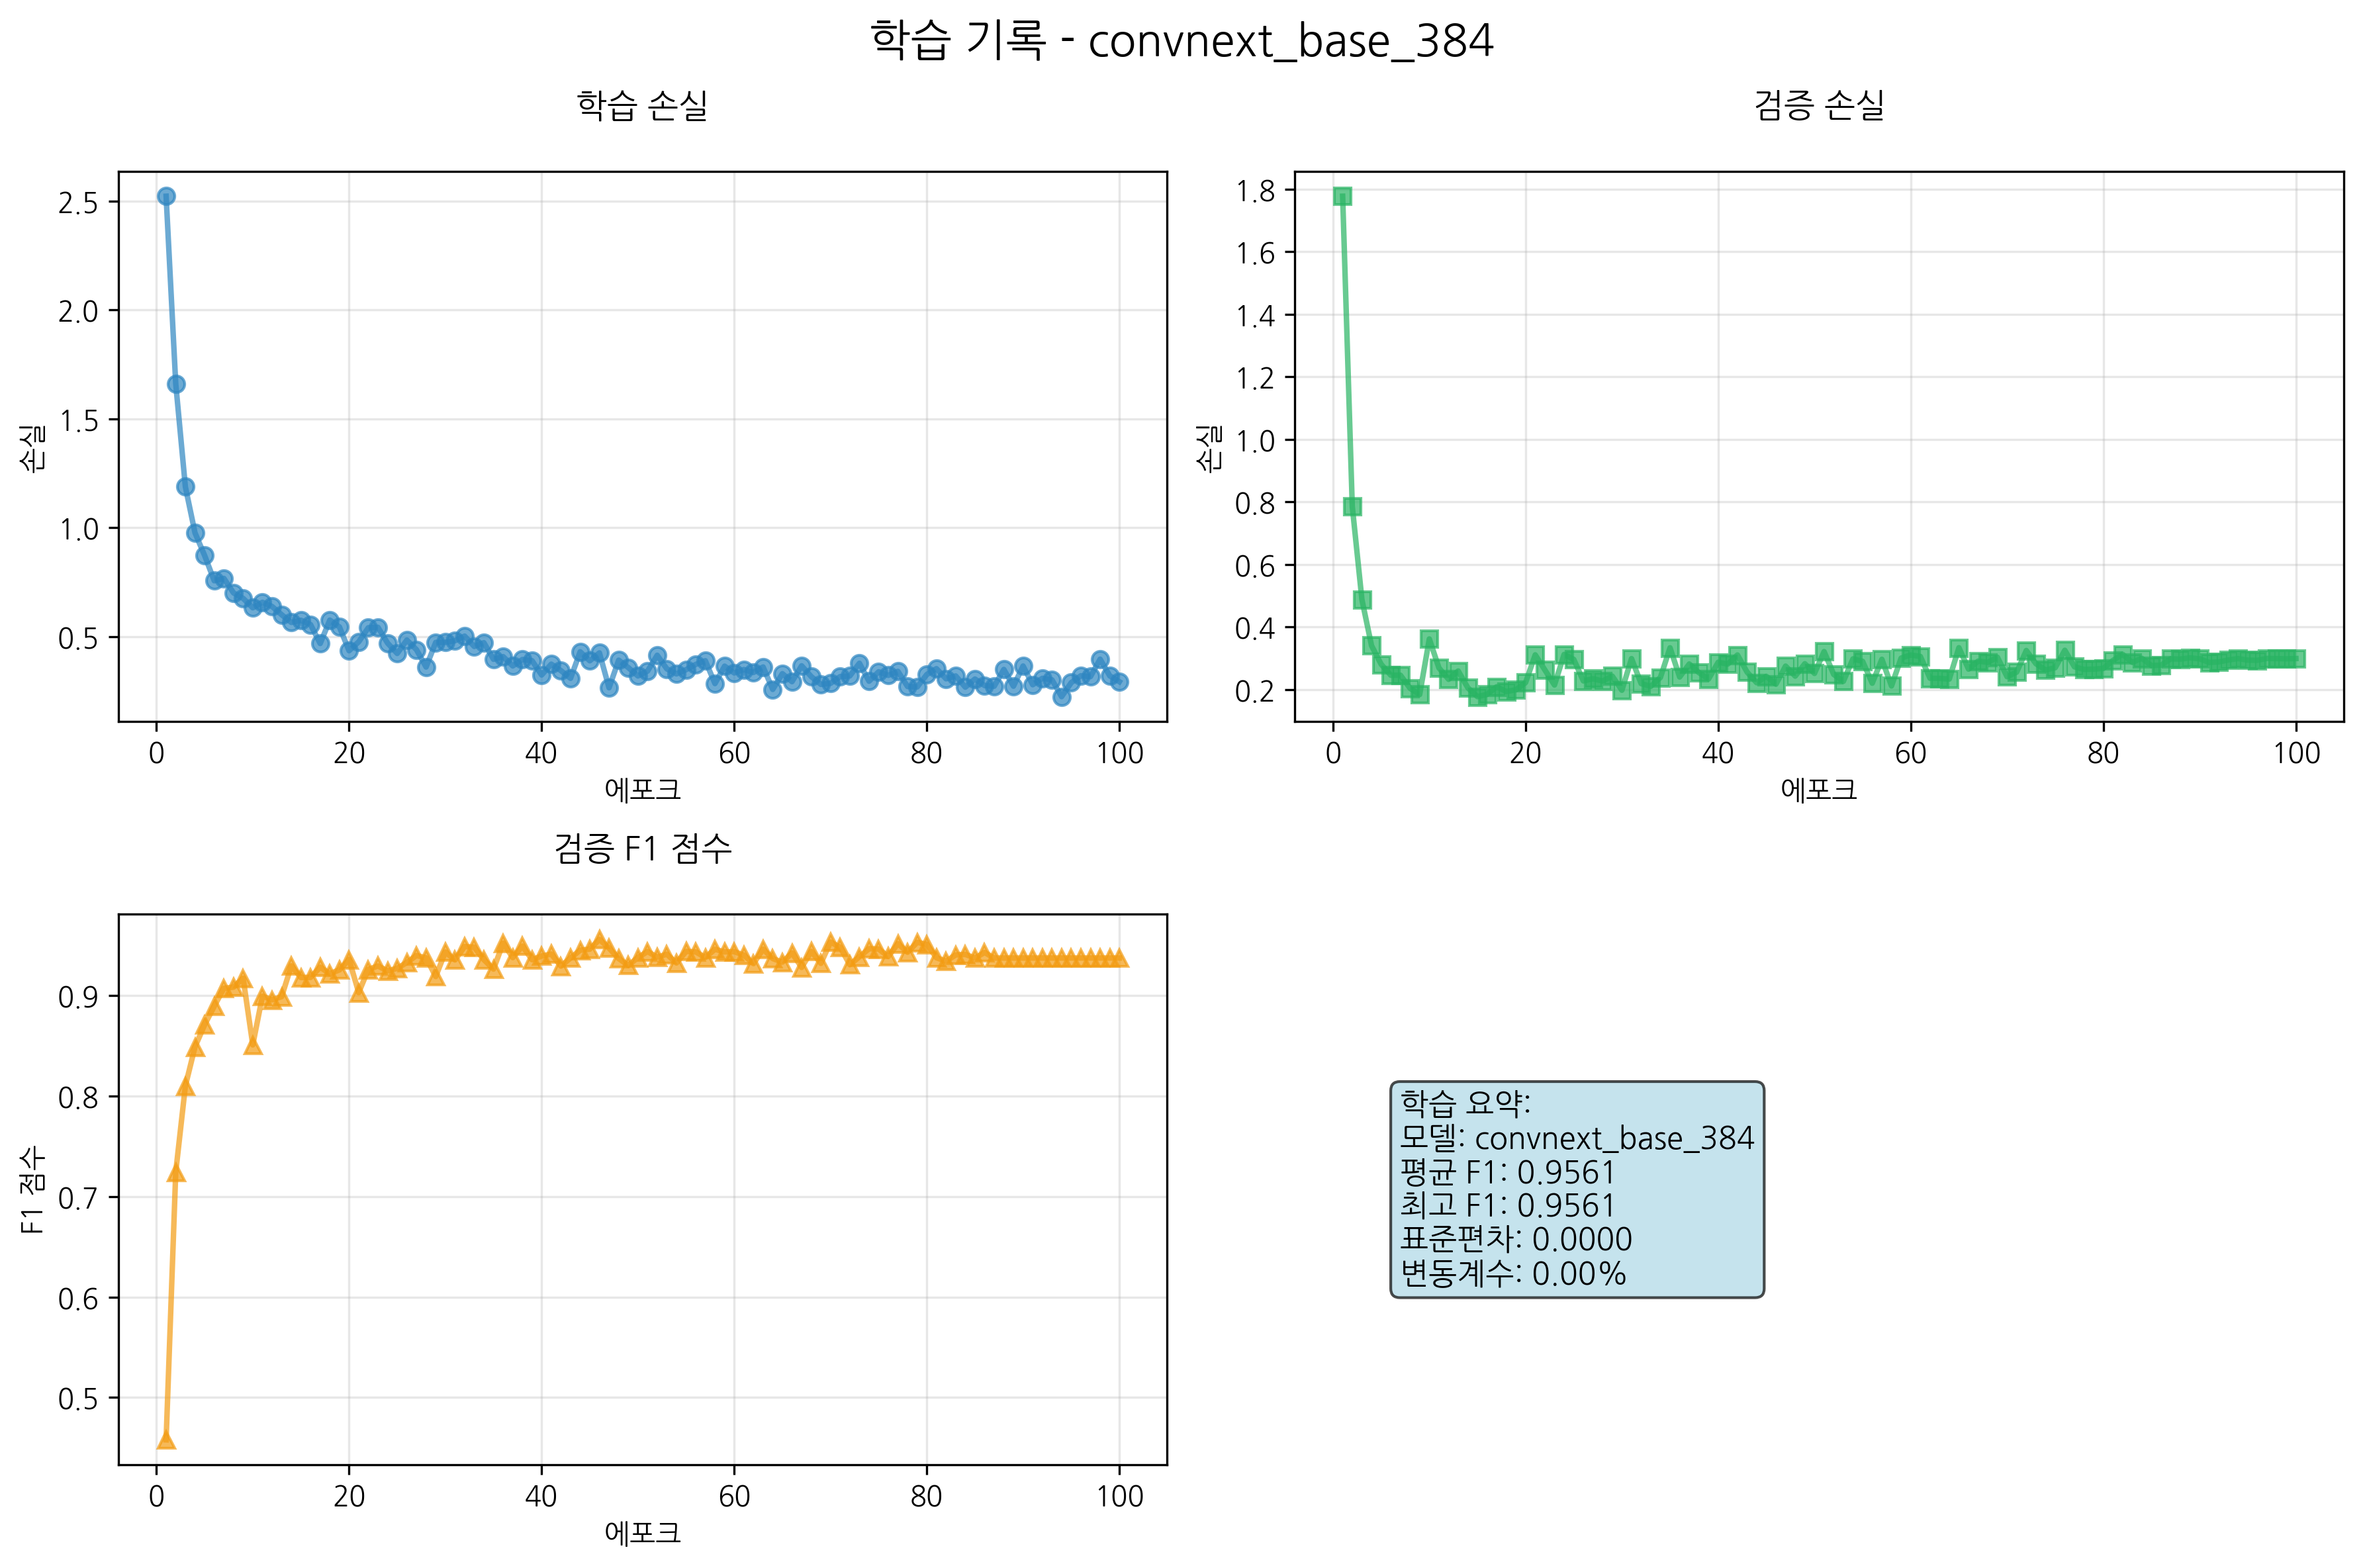 학습 기록 - convnext_base_384
학습 손실
2.5
2.0
1.5
1.0
0.5
손실
0 20 40 60 80 100
에포크
검증 손실
1.8
1.6
1.4
1.2
1.0
0.8
0.6
0.4
0.2
손실
0 20 40 60 80 100
에포크
검증 F1 점수
0.9
0.8
0.7
0.6
0.5
F1 점수
0 20 40 60 80 100
에포크
학습 요약:
모델: convnext_base_384
평균 F1: 0.9561
최고 F1: 0.9561
표준편차: 0.0000
변동계수: 0.00%